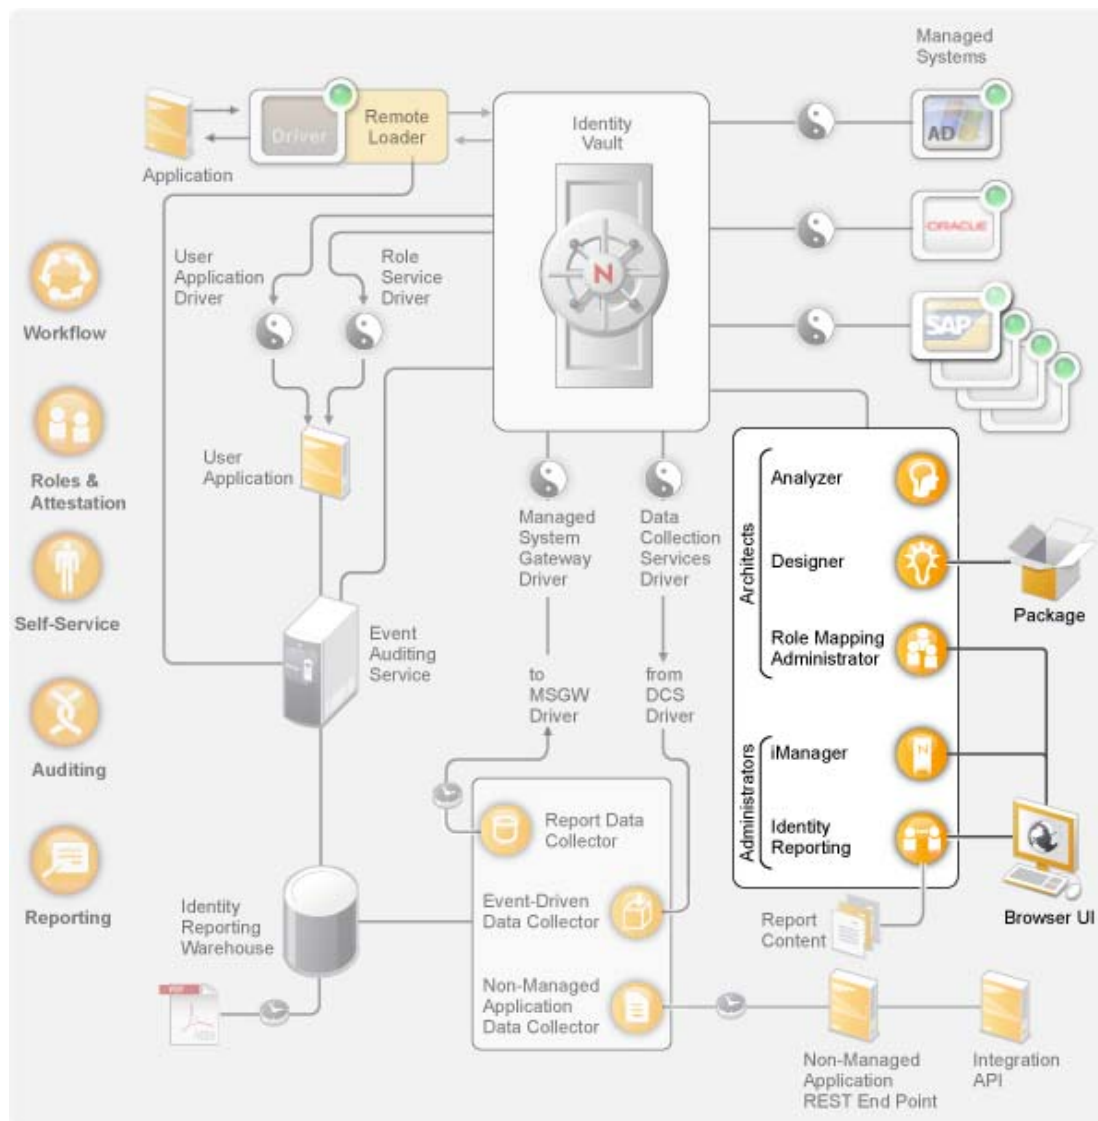 Managed
Systems
Application
Driver
Remote
Loader
Identity
Vault
N
AD
ORACLE
SAP
User
Application
Driver
Role
Service
Driver
Workflow
Roles &
Attestation
Self-Service
Auditing
Reporting
User
Application
Managed
System
Gateway
Driver
Data
Collection
Services
Driver
Event
Auditing
Service
to
MSGW
Driver
from
DCS
Driver
Architects
Analyzer
Designer
Role Mapping
Administrator
Administrators
iManager
N
Identity
Reporting
Package
Browser UI
Report Data
Collector
Event-Driven
Data Collector
Non-Managed
Application
Data Collector
Identity
Reporting
Warehouse
PDF
Report
Content
Non-Managed
Application
REST End Point
Integration
API